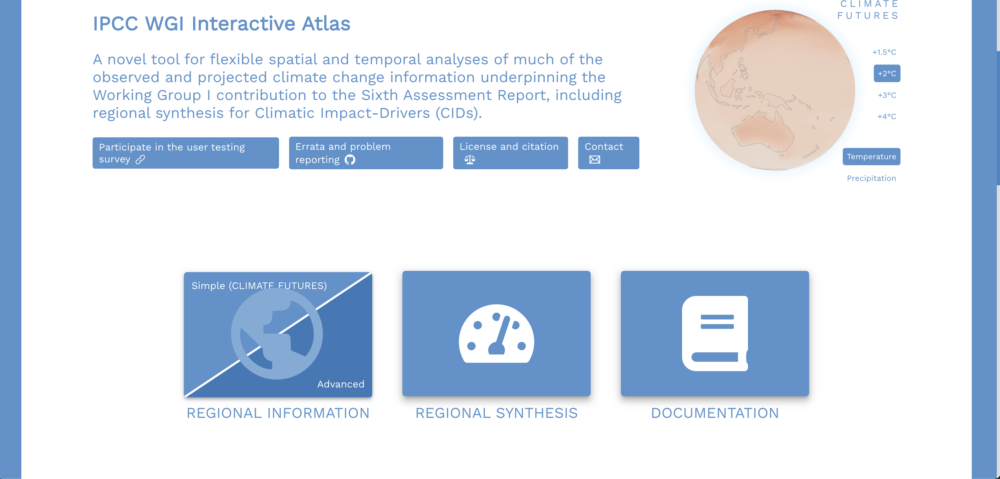 IPCC WGI Interactive Atlas
A novel tool for flexible spatial and temporal analyses of much of the
observed and projected climate change information underpinning the
Working Group I contribution to the Sixth Assessment Report, including
regional synthesis for Climatic Impact-Drivers (CIDs).
Participate in the user testing
survey
Errata and problem
reporting
License and citation
Contact
CLIMATE
FUTURES
+1.5°C
+2°C
+3°C
+4°C
Temperature
Precipitation
Simple (CLIMATE FUTURES)
Advanced
REGIONAL INFORMATION
REGIONAL SYNTHESIS
DOCUMENTATION